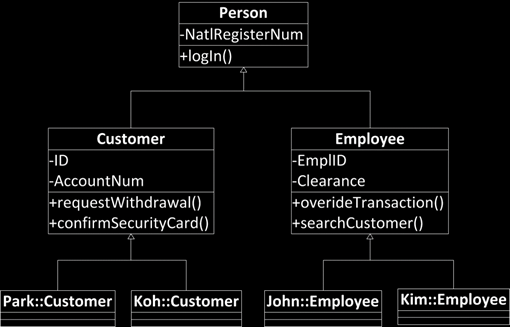 Person
-NatlRegisterNum
+logIn()
Customer
-ID
-AccountNum
+requestWithdrawal()
+confirmSecurityCard()
Employee
-EmplID
-Clearance
+overideTransaction()
+searchCustomer()
Park::Customer
Koh::Customer
John::Employee
Kim::Employee